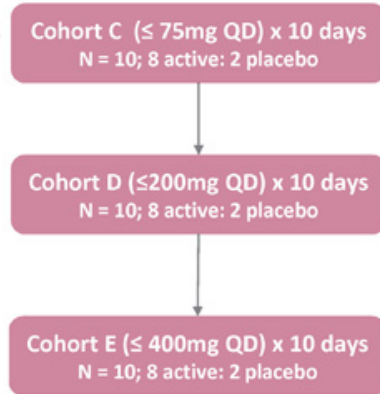 Cohort C (≤ 75mg QD) x 10 days
N = 10; 8 active: 2 placebo
Cohort D (≤200mg QD) x 10 days
N = 10; 8 active: 2 placebo
Cohort E (≤ 400mg QD) x 10 days
N = 10; 8 active: 2 placebo